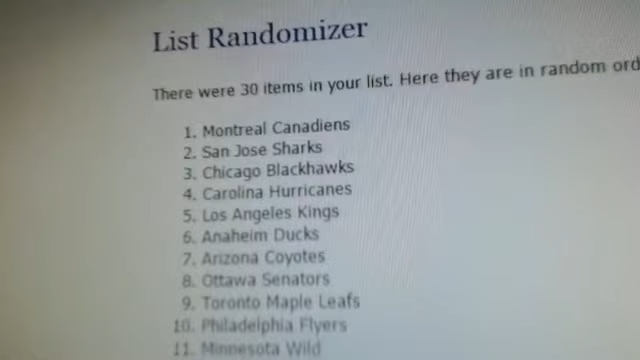 List Randomizer
There were 30 items in your list. Here they are in random ord
1. Montreal Canadiens
2. San Jose Sharks
3. Chicago Blackhawks
4. Carolina Hurricanes
5. Los Angeles Kings
6. Anaheim Ducks
7. Arizona Coyotes
8. Ottawa Senators
9. Toronto Maple Leafs
10. Philadelphia Flyers
11. Minnesota Wild